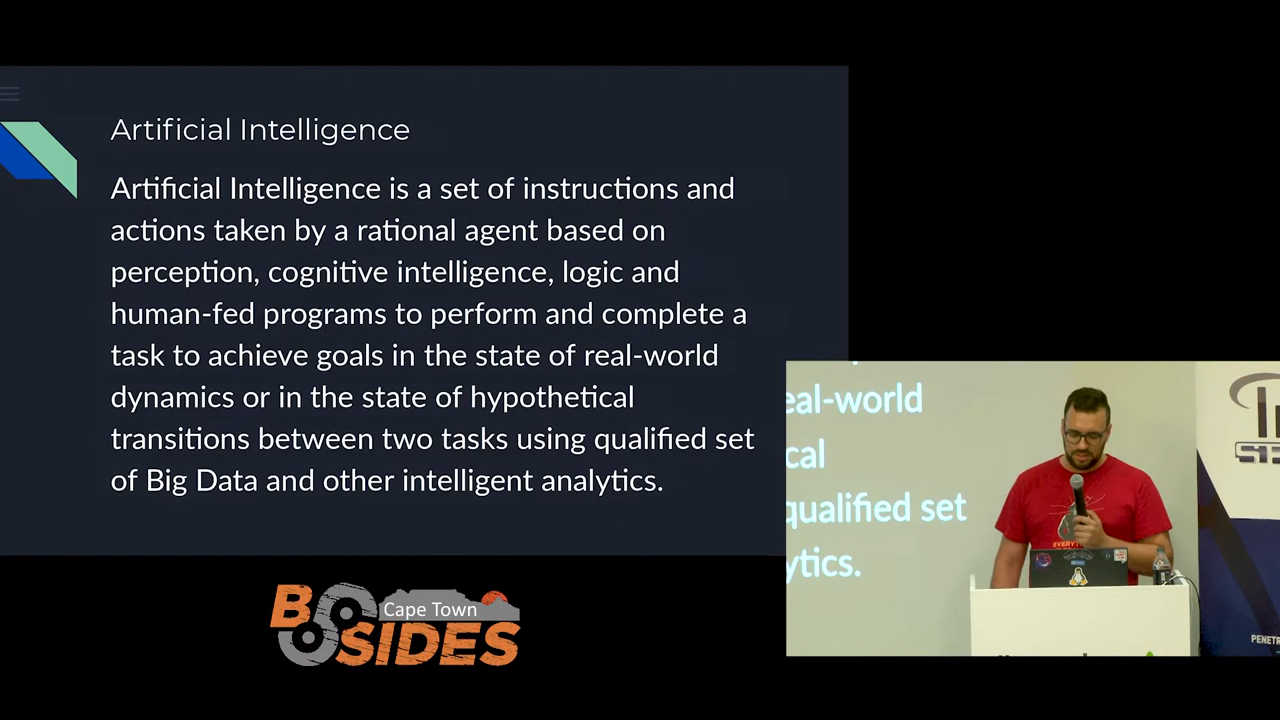 Artificial Intelligence
Artificial Intelligence is a set of instructions and
actions taken by a rational agent based on
perception, cognitive intelligence, logic and
human-fed programs to perform and complete a
task to achieve goals in the state of real-world
dynamics or in the state of hypothetical
transitions between two tasks using qualified set
of Big Data and other intelligent analytics.
eal-world
cal
qualified set
ytics.
EVERYT
PENETR
B
Cape Town
SIDES